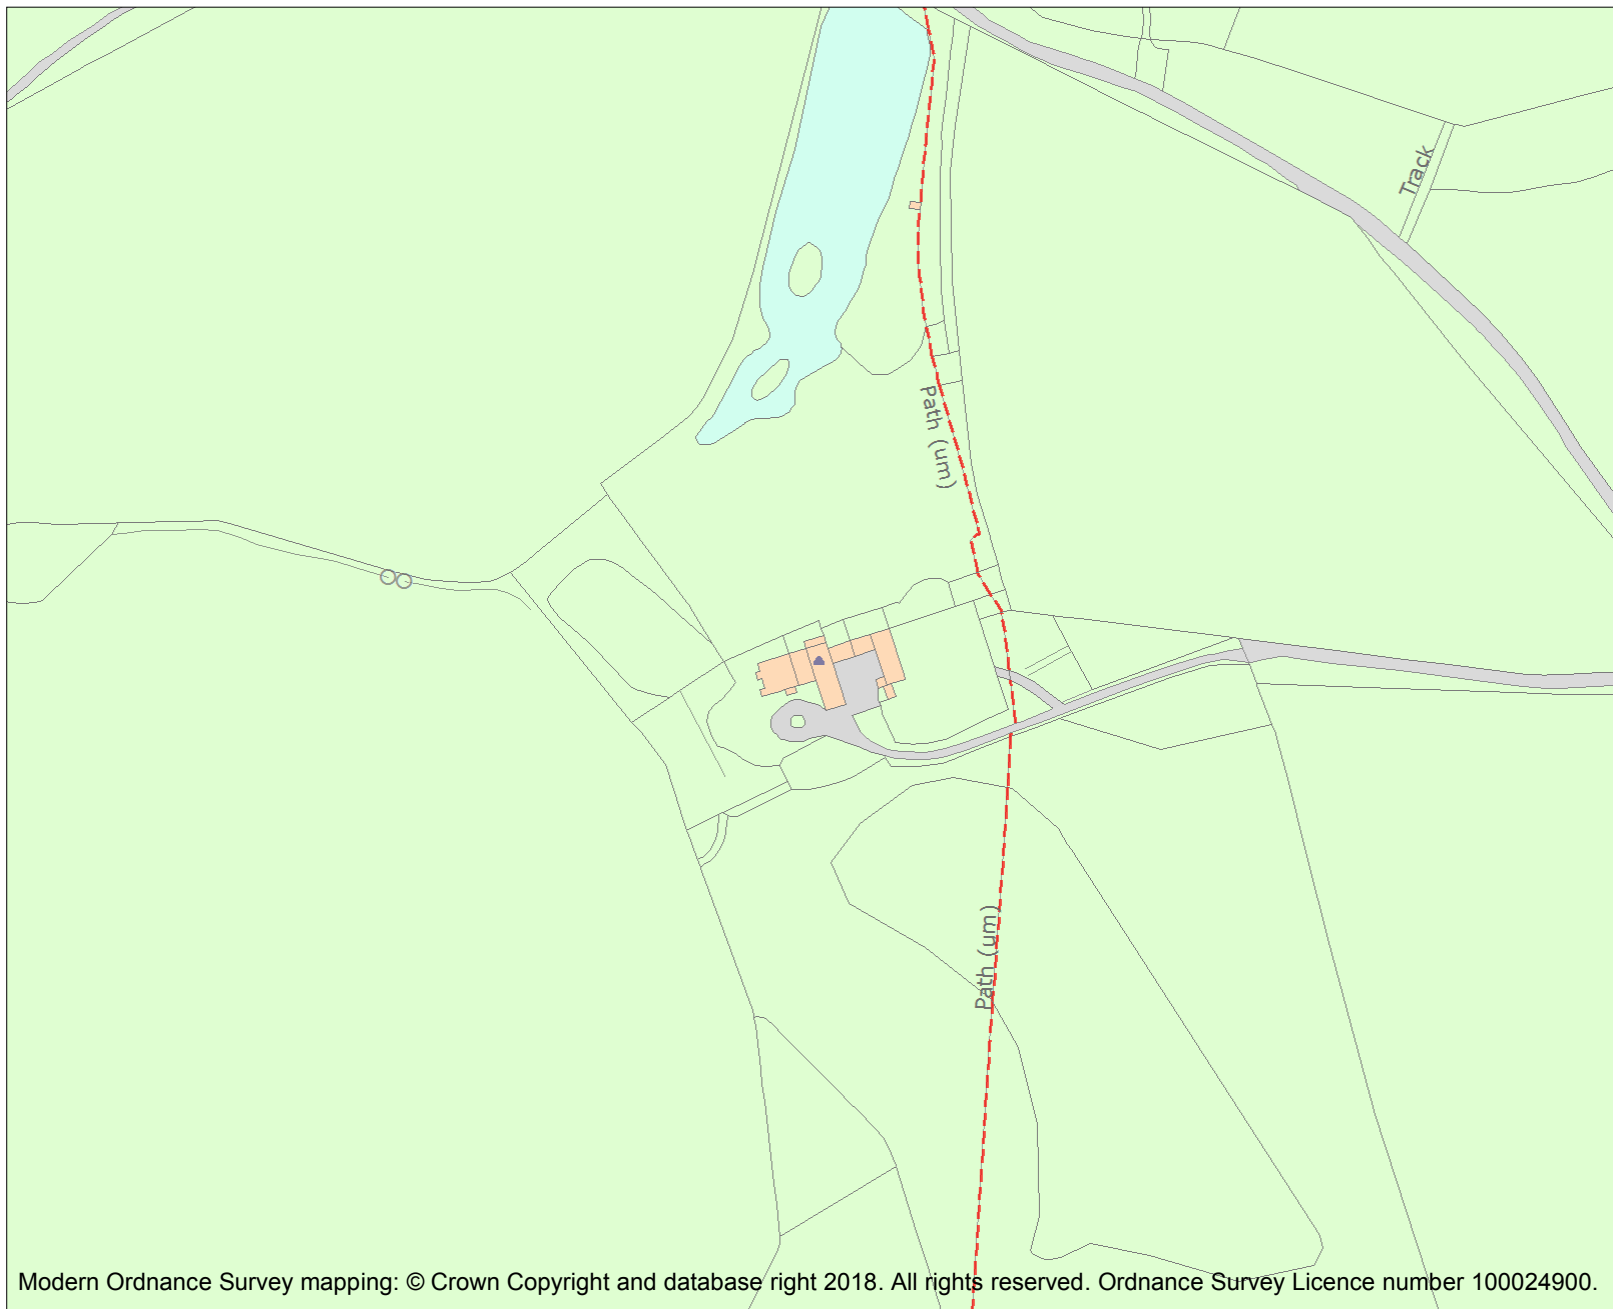 Track
Path (um)
Path (um)
Modern Ordnance Survey mapping: © Crown Copyright and database right 2018. All rights reserved. Ordnance Survey Licence number 100024900.